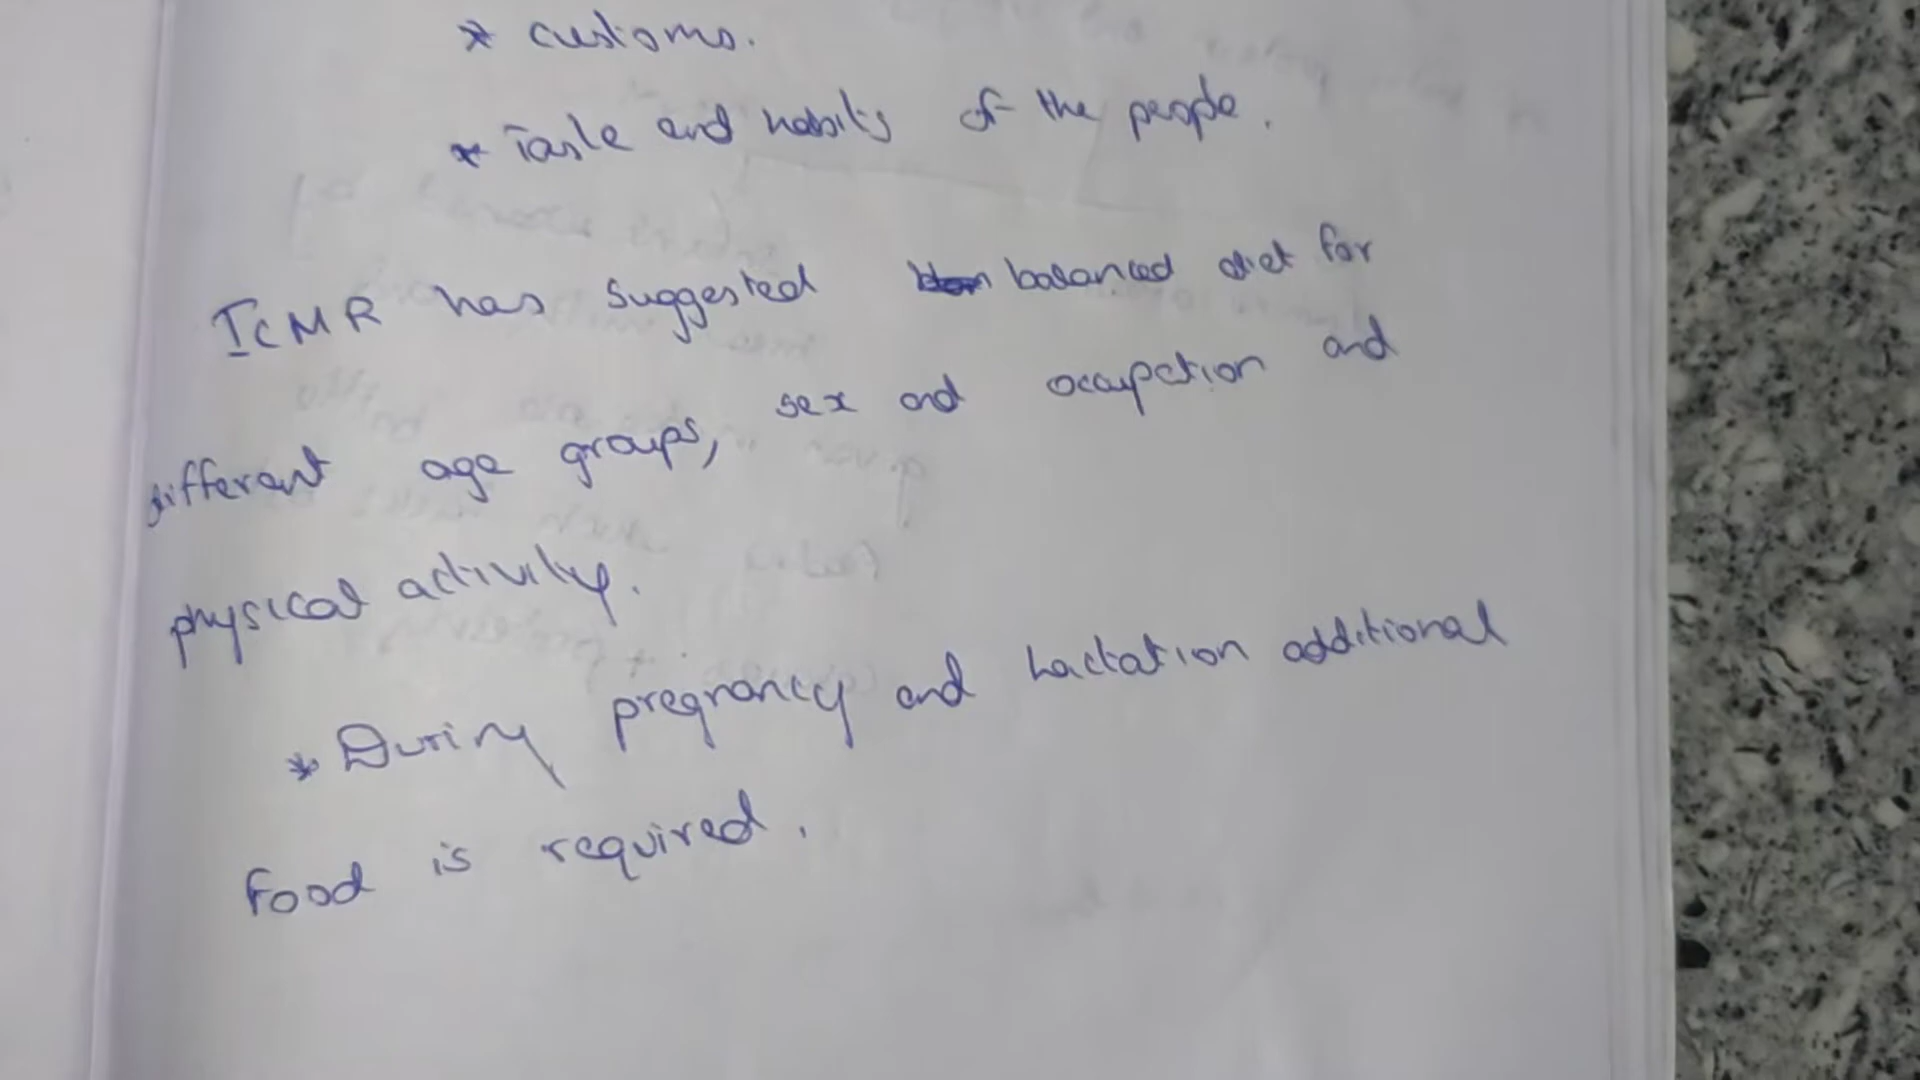 * customs.
* Taste and habits of the people.
ICMR has suggested balanced diet for
different age groups, sex and occupation and
physical activity.
* During pregnancy and Lactation additional
food is required.